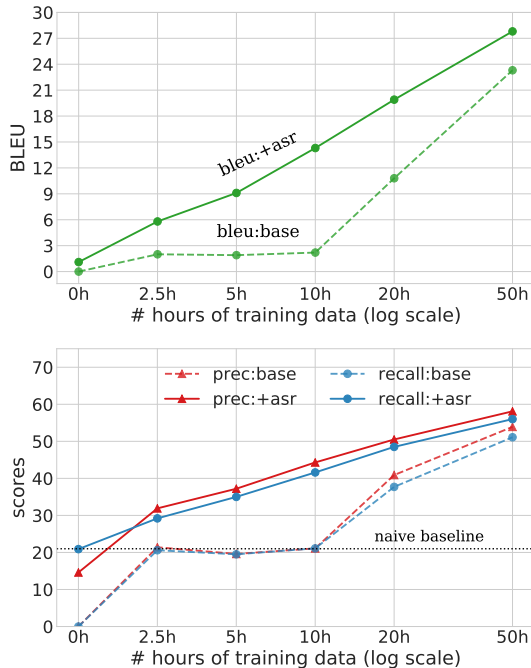 30
27
24
21
18
15
12
9
6
3
0
BLEU
bleu:+asr
bleu:base
0h 2.5h 5h 10h 20h 50h
# hours of training data (log scale)
70
60
50
40
30
20
10
0
scores
prec:base recall:base
prec:+asr recall:+asr
naive baseline
0h 2.5h 5h 10h 20h 50h
# hours of training data (log scale)